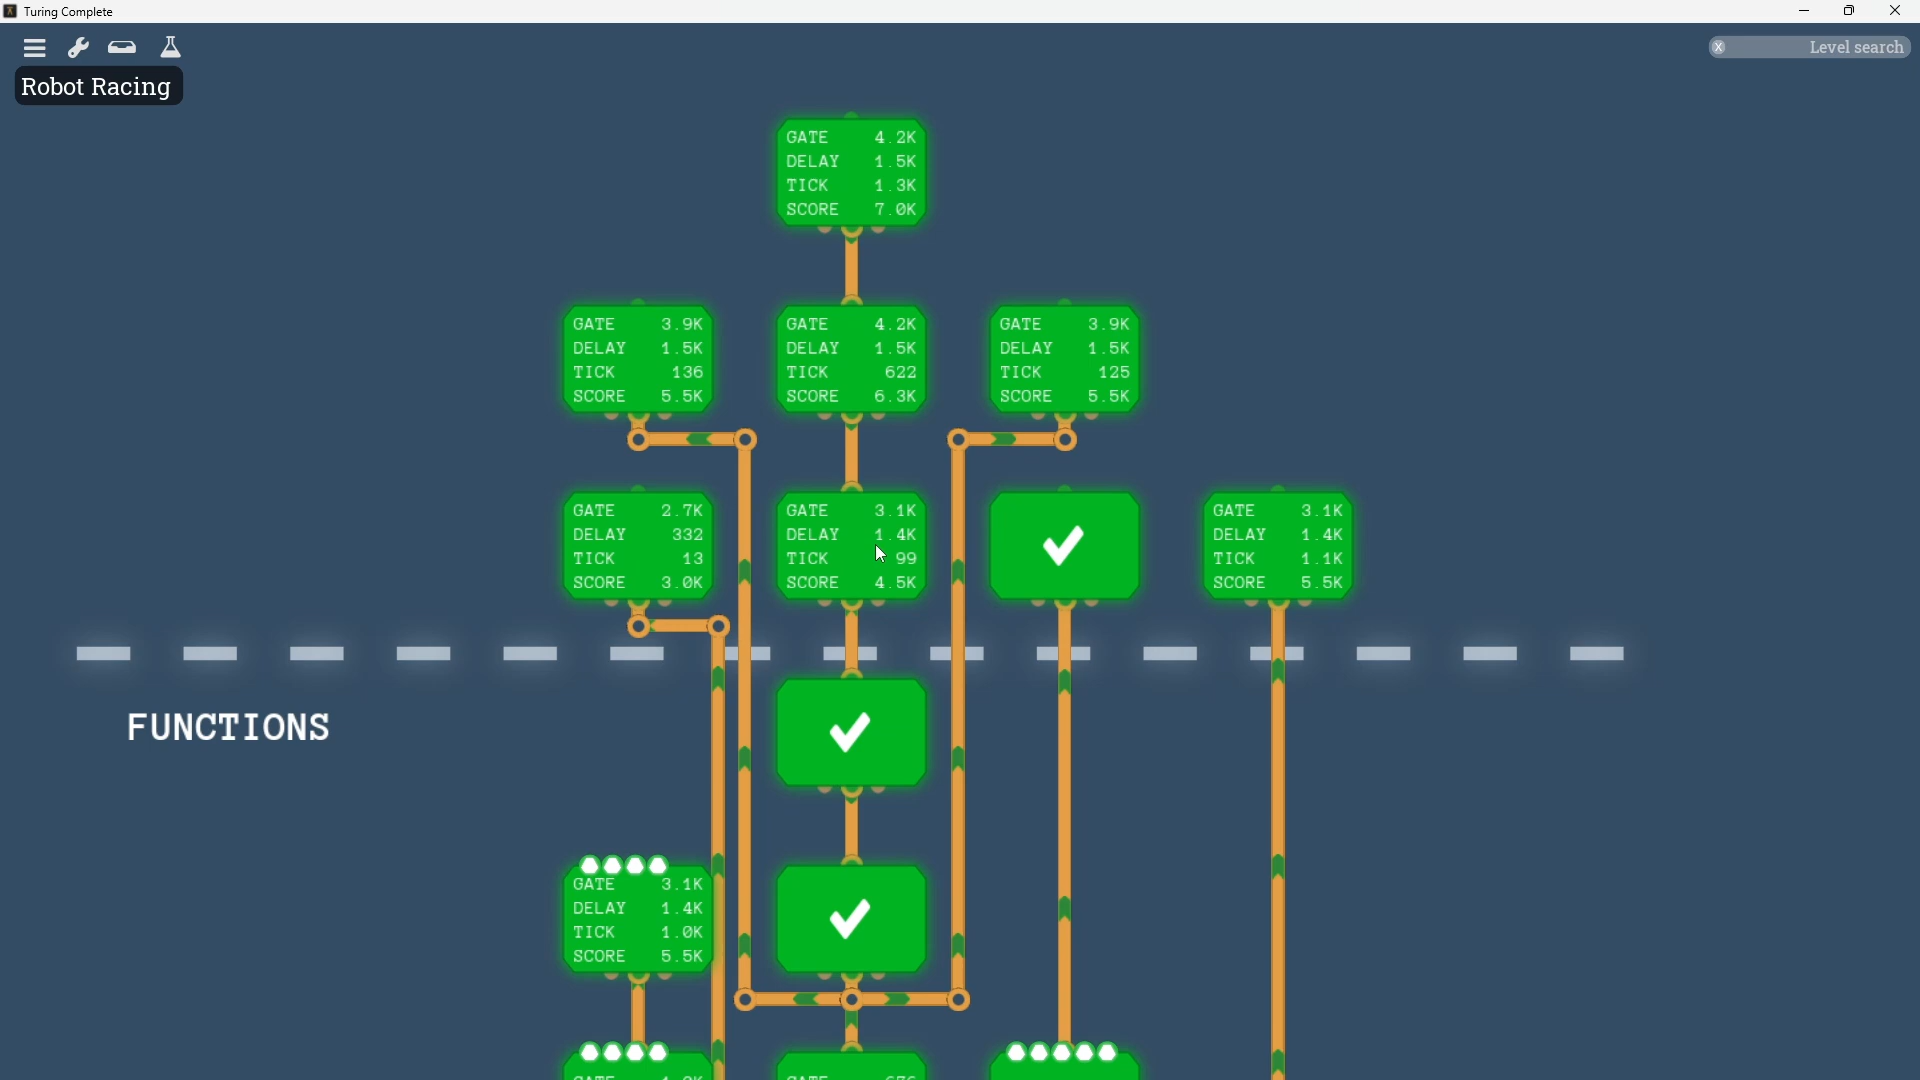 Turing Complete
X Level search
Robot Racing
GATE 4.2K
DELAY 1.5K
TICK 1.3K
SCORE 7.0K
GATE 3.9K
DELAY 1.5K
TICK 136
SCORE 5.5K
GATE 4.2K
DELAY 1.5K
TICK 622
SCORE 6.3K
GATE 3.9K
DELAY 1.5K
TICK 125
SCORE 5.5K
GATE 2.7K
DELAY 332
TICK 13
SCORE 3.0K
GATE 3.1K
DELAY 1.4K
TICK 99
SCORE 4.5K
GATE 3.1K
DELAY 1.4K
TICK 1.1K
SCORE 5.5K
FUNCTIONS
GATE 3.1K
DELAY 1.4K
TICK 1.0K
SCORE 5.5K